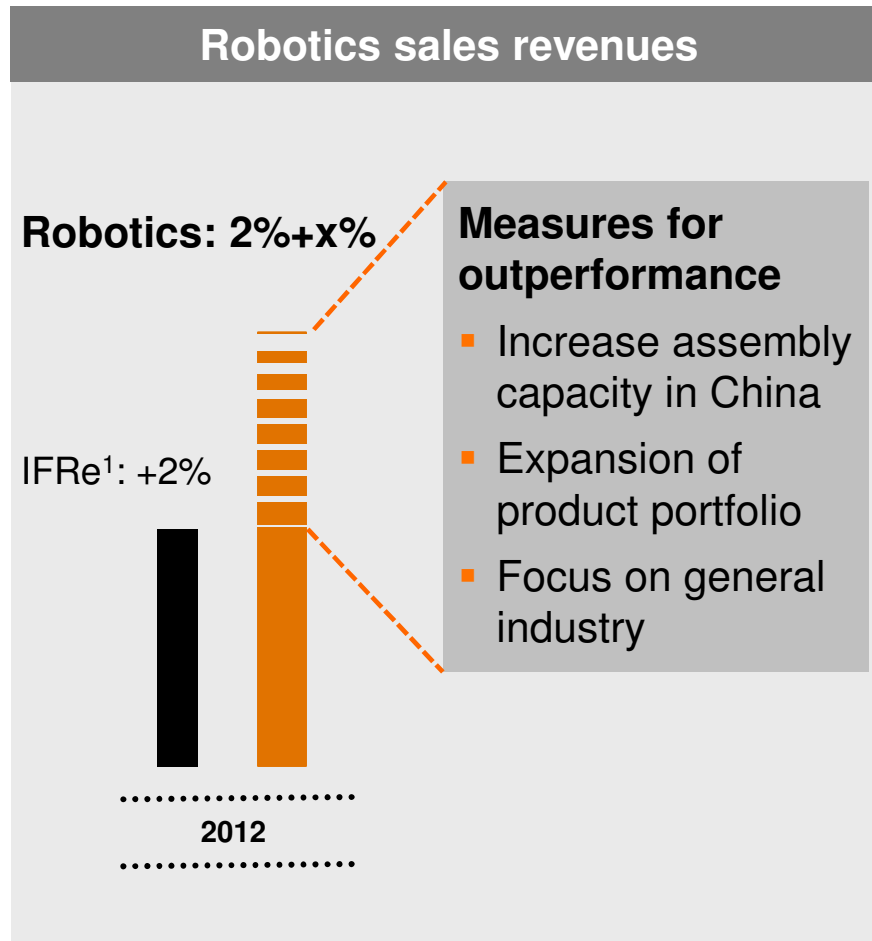 Robotics sales revenues
Robotics: 2%+x%
IFRe¹: +2%
2012
Measures for
outperformance
▪ Increase assembly
capacity in China
▪ Expansion of
product portfolio
▪ Focus on general
industry